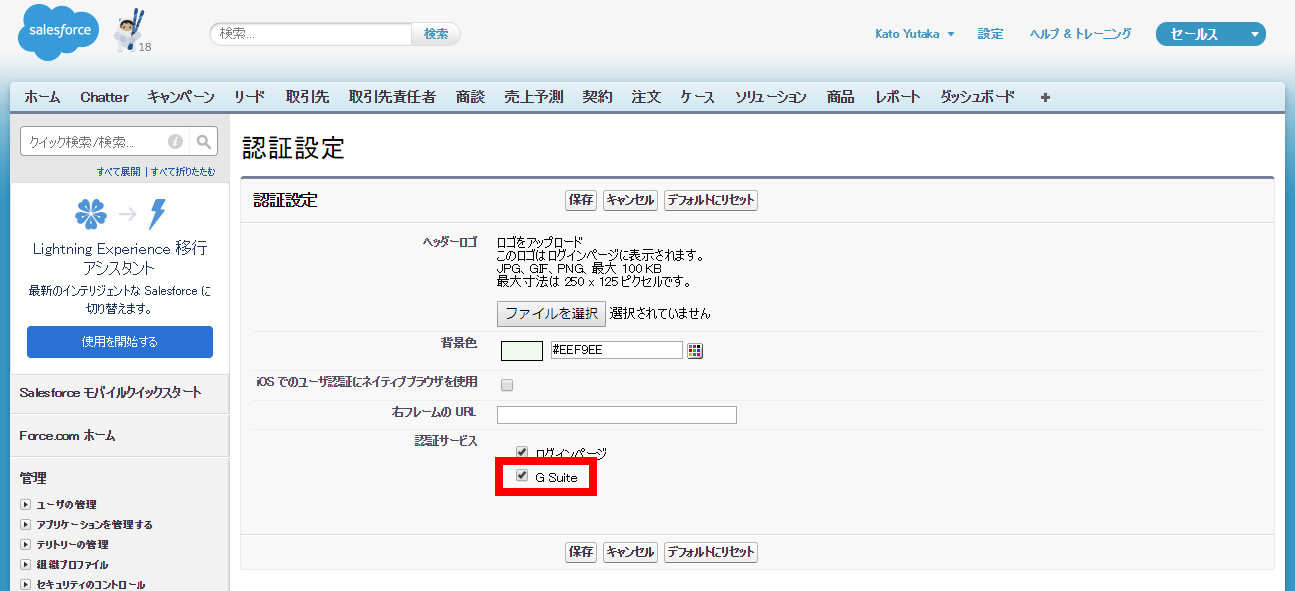 salesforce
18
検索...
検索
Kato Yutaka
設定
ヘルプ & トレーニング
セールス
ホーム Chatter キャンペーン リード 取引先 取引先責任者 商談 売上予測 契約 注文 ケース ソリューション 商品 レポート ダッシュボード +
クイック検索/検索...
すべて展開 | すべて折りたたむ
Lightning Experience 移行
アシスタント
最新のインテリジェントな Salesforce に
切り替えます。
使用を開始する
Salesforce モバイルクイックスタート
Force.com ホーム
管理
ユーザの管理
アプリケーションを管理する
テリトリーの管理
組織プロファイル
セキュリティのコントロール
認証設定
認証設定
保存 キャンセル デフォルトにリセット
ヘッダーロゴ
ロゴをアップロード
このロゴはログインページに表示されます。
JPG、GIF、PNG、最大 100 KB
最大寸法は 250 x 125 ピクセルです。
ファイルを選択 選択されていません
背景色
#EEF9EE
iOS でのユーザ認証にネイティブブラウザを使用
右フレームの URL
認証サービス
ログインページ
G Suite
保存 キャンセル デフォルトにリセット